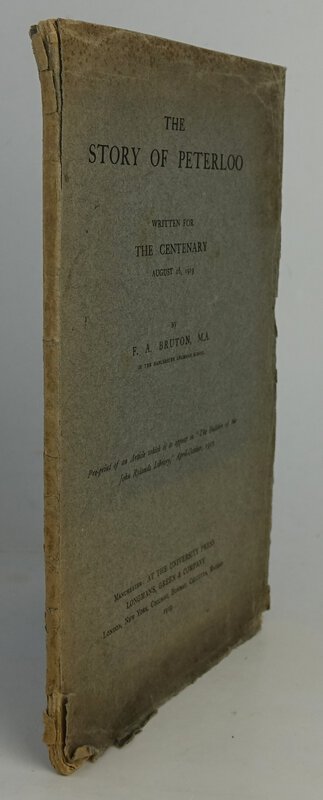 THE
STORY OF PETERLOO
WRITTEN FOR
THE CENTENARY
AUGUST 16, 1919
BY
F. A. BRUTON, M.A.
OF THE MANCHESTER GRAMMAR SCHOOL
Pre-print of an Article which is to appear in "The Bulletin of the
John Rylands Library," April-October, 1919
MANCHESTER: AT THE UNIVERSITY PRESS
LONGMANS, GREEN & COMPANY
LONDON, NEW YORK, CHICAGO, BOMBAY, CALCUTTA, MADRAS
1919